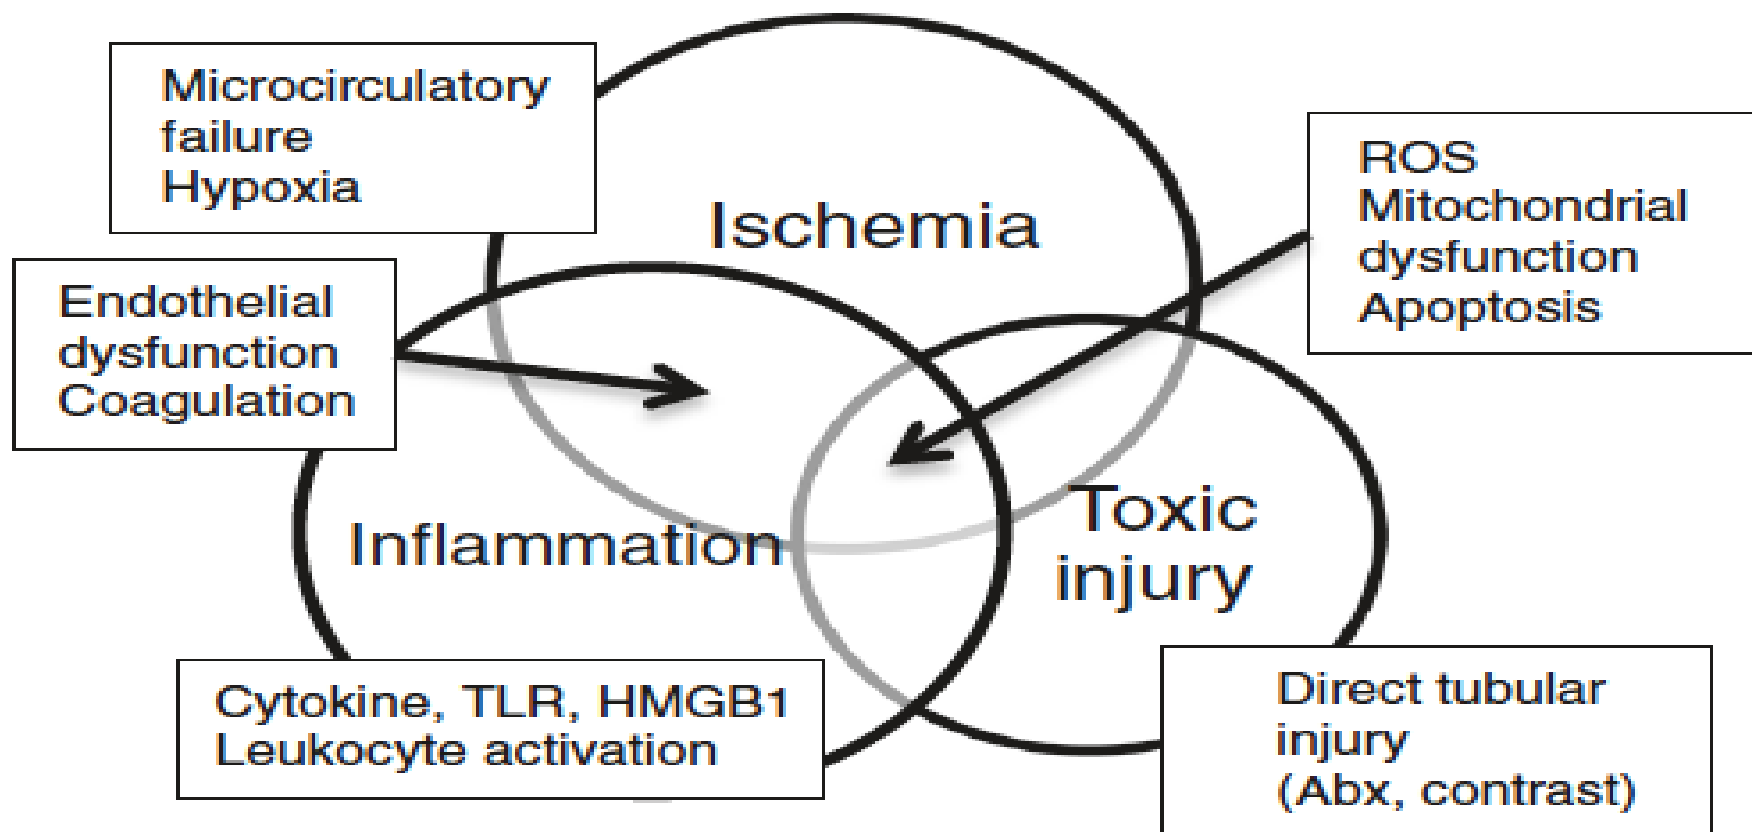 Microcirculatory
failure
Hypoxia
Ischemia
ROS
Mitochondrial
dysfunction
Apoptosis
Endothelial
dysfunction
Coagulation
Inflammation
Toxic
injury
Cytokine, TLR, HMGB1
Leukocyte activation
Direct tubular
injury
(Abx, contrast)